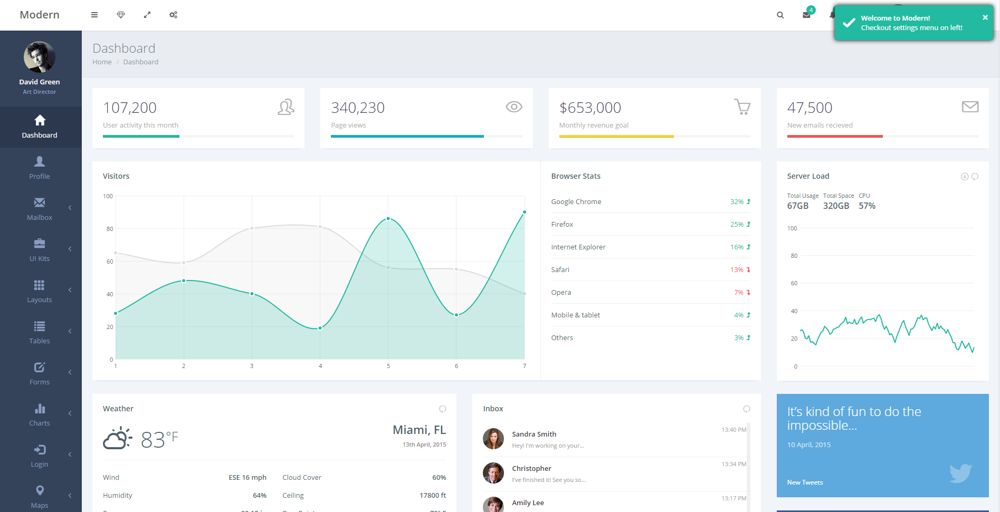 Modern
4
Welcome to Modern!
Checkout settings menu on left!
×
David Green
Art Director
Dashboard
Profile
Mailbox
UI Kits
Layouts
Tables
Forms
Charts
Login
Maps
Dashboard
Home / Dashboard
107,200
User activity this month
340,230
Page views
$653,000
Monthly revenue goal
47,500
New emails recieved
Visitors
100
80
60
40
20
0
1 2 3 4 5 6 7
Browser Stats
Google Chrome 32%
Firefox 25%
Internet Explorer 16%
Safari 13%
Opera 7%
Mobile & tablet 4%
Others 3%
Server Load
Total Usage Total Space CPU
67GB 320GB 57%
100
80
60
40
20
0
Weather
83°F
Miami, FL
13th April, 2015
Wind ESE 16 mph Cloud Cover 60%
Humidity 64% Ceiling 17800 ft
Inbox
Sandra Smith 13:40 PM
Hey! I'm working on your...
Christopher 13:34 PM
I've finished it! See you so...
Amily Lee 13:17 PM
It's kind of fun to do the
impossible...
10 April, 2015
New Tweets